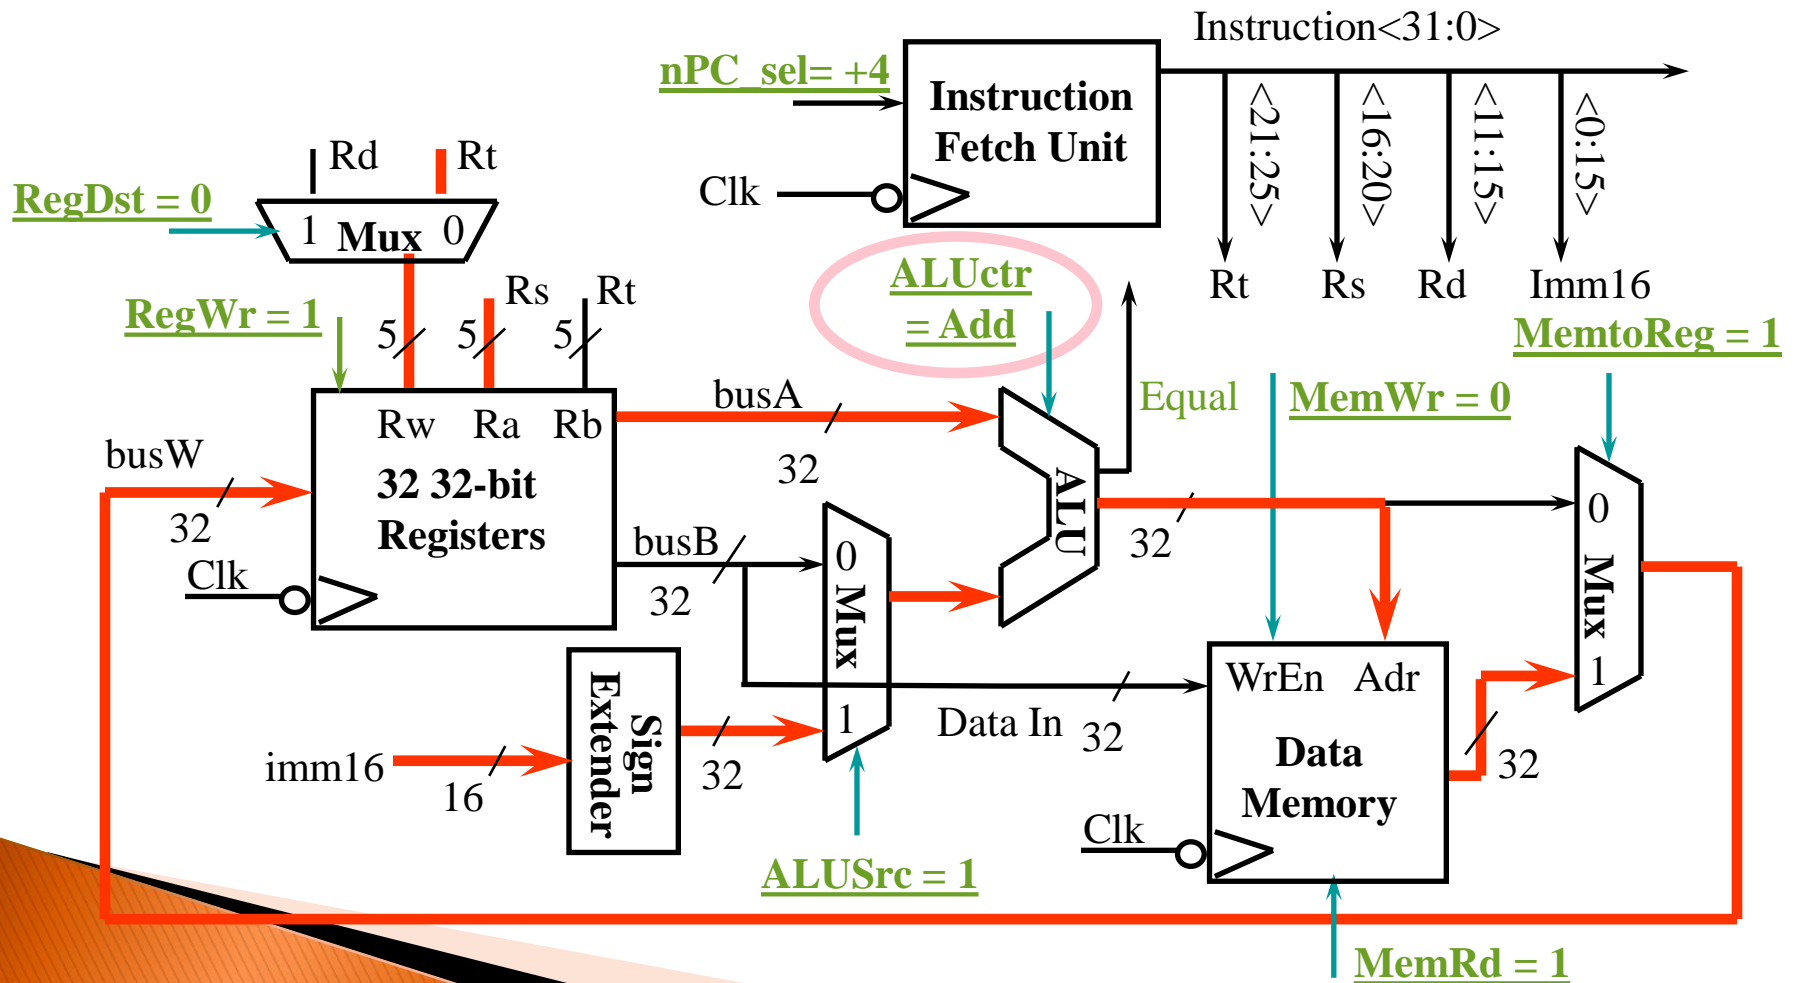 Instruction<31:0>
nPC_sel= +4
Instruction
Fetch Unit
Clk
<21:25>
<16:20>
<11:15>
<0:15>
Rt
Rs
Rd
Imm16
Rd
Rt
RegDst = 0
1 Mux 0
RegWr = 1
Rs
Rt
5
5
5
ALUctr
= Add
MemtoReg = 1
Equal
MemWr = 0
busA
32
busW
32
Rw Ra Rb
32 32-bit
Registers
Clk
busB
32
0
Mux
1
ALU
32
0
Mux
1
Sign
Extender
imm16
16
32
Data In
32
WrEn Adr
Data
Memory
32
Clk
ALUSrc = 1
MemRd = 1